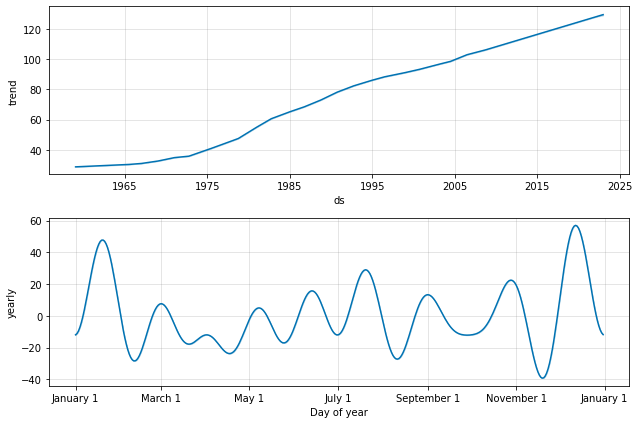 trend
120
100
80
60
40
1965 1975 1985 1995 2005 2015 2025
ds
yearly
60
40
20
0
−20
−40
January 1 March 1 May 1 July 1 September 1 November 1 January 1
Day of year